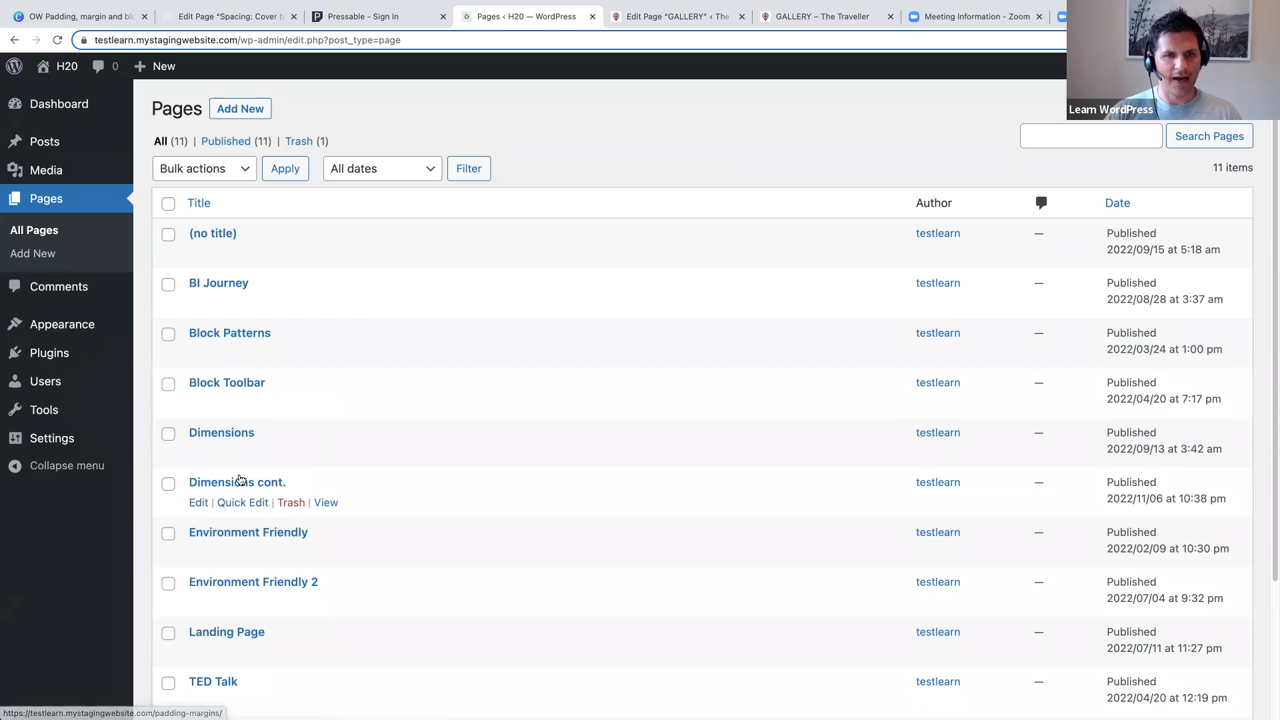 OW Padding, margin and blo
Edit Page "Spacing: Cover b
Pressable - Sign In
Pages ‹ H20 — WordPress
Edit Page "GALLERY" ‹ The
GALLERY – The Traveller
Meeting Information - Zoom
testlearn.mystagingwebsite.com/wp-admin/edit.php?post_type=page
H20
0
New
Learn WordPress
Dashboard
Posts
Media
Pages
All Pages
Add New
Comments
Appearance
Plugins
Users
Tools
Settings
Collapse menu
Pages Add New
All (11) | Published (11) | Trash (1)
Search Pages
Bulk actions Apply All dates Filter
11 items
Title Author Date
(no title) testlearn — Published
2022/09/15 at 5:18 am
BI Journey testlearn — Published
2022/08/28 at 3:37 am
Block Patterns testlearn — Published
2022/03/24 at 1:00 pm
Block Toolbar testlearn — Published
2022/04/20 at 7:17 pm
Dimensions testlearn — Published
2022/09/13 at 3:42 am
Dimensions cont. testlearn — Published
Edit | Quick Edit | Trash | View
2022/11/06 at 10:38 pm
Environment Friendly testlearn — Published
2022/02/09 at 10:30 pm
Environment Friendly 2 testlearn — Published
2022/07/04 at 9:32 pm
Landing Page testlearn — Published
2022/07/11 at 11:27 pm
TED Talk testlearn — Published
2022/04/20 at 12:19 pm
https://testlearn.mystagingwebsite.com/padding-margins/